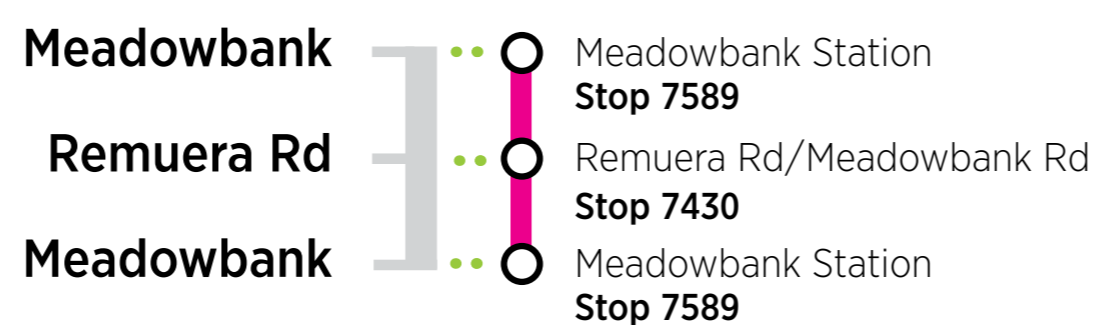 Meadowbank
Meadowbank Station
Stop 7589
Remuera Rd
Remuera Rd/Meadowbank Rd
Stop 7430
Meadowbank
Meadowbank Station
Stop 7589